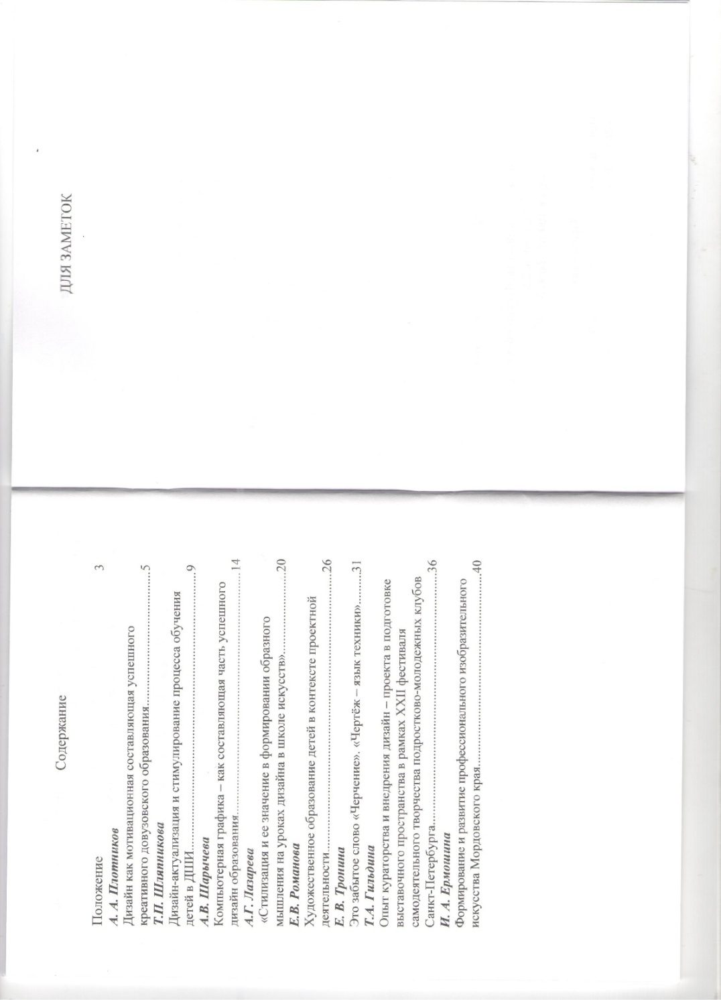 Содержание
Положение 3
А. А. Плотников
Дизайн как мотивационная составляющая успешного
креативного довузовского образования..............................5
Т.П. Шляпникова
Дизайн-актуализация и стимулирование процесса обучения
детей в ДШИ..............................................................9
А.В. Шарычева
Компьютерная графика – как составляющая часть успешного
дизайн образования......................................................14
А.Г. Лазарева
«Стилизация и ее значение в формировании образного
мышления на уроках дизайна в школе искусств»...................20
Е.В. Романова
Художественное образование детей в контексте проектной
деятельности..............................................................26
Е. В. Тронина
Это забытое слово «Черчение». «Чертёж – язык техники»..........31
Т.А. Гильдина
Опыт кураторства и внедрения дизайн – проекта в подготовке
выставочного пространства в рамках XXII фестиваля
самодеятельного творчества подростково-молодежных клубов
Санкт-Петербурга........................................................36
И. А. Ермошина
Формирование и развитие профессионального изобразительного
искусства Мордовского края............................................40
ДЛЯ ЗАМЕТОК